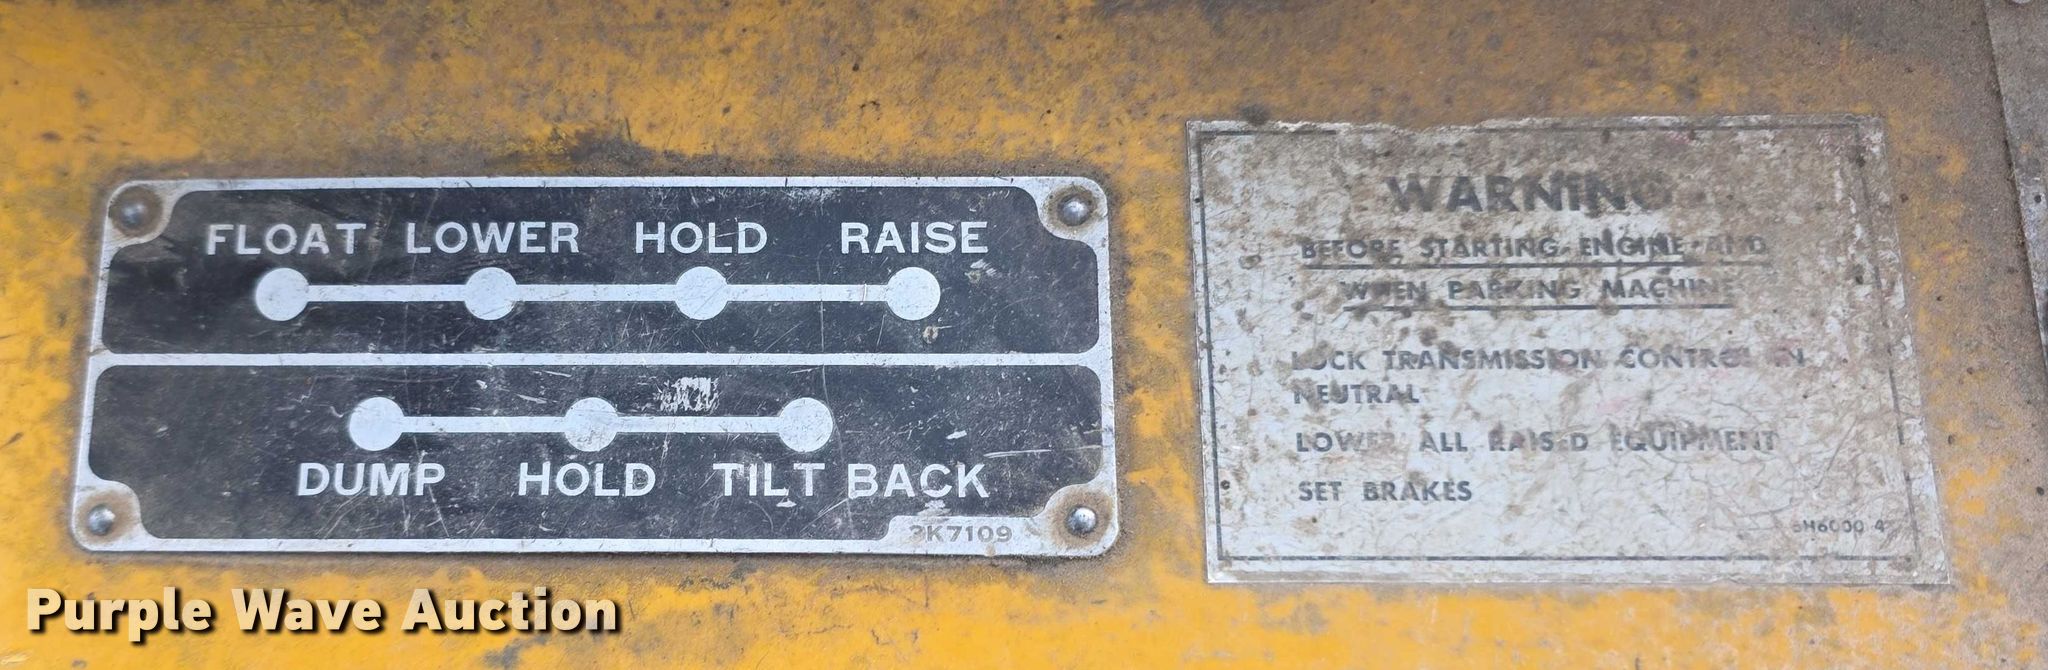 FLOAT LOWER HOLD RAISE
DUMP HOLD TILT BACK
3K7109
WARNING
BEFORE STARTING ENGINE AND
WHEN PARKING MACHINE
LOCK TRANSMISSION CONTROL IN
NEUTRAL
LOWER ALL RAISED EQUIPMENT
SET BRAKES
Purple Wave Auction